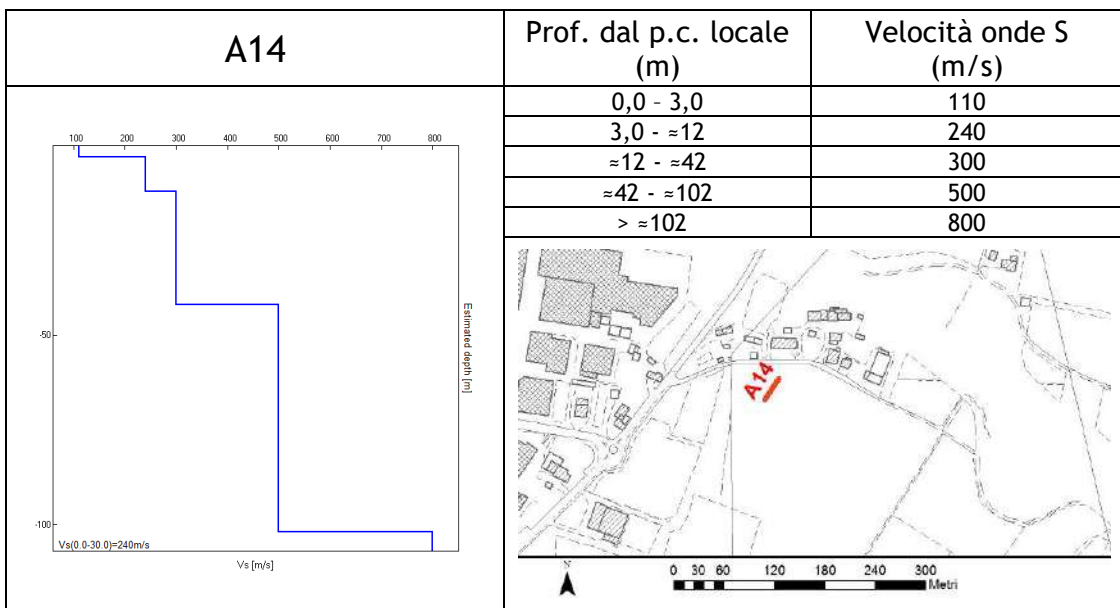 A14
Prof. dal p.c. locale
(m)
Velocità onde S
(m/s)
0,0 – 3,0 110
3,0 - ≈12 240
≈12 - ≈42 300
≈42 - ≈102 500
> ≈102 800
100 200 300 400 500 600 700 800
-50
-100
Estimated depth [m]
Vs(0.0-30.0)=240m/s
Vs [m/s]
A14
N
0 30 60 120 180 240 300
Metri